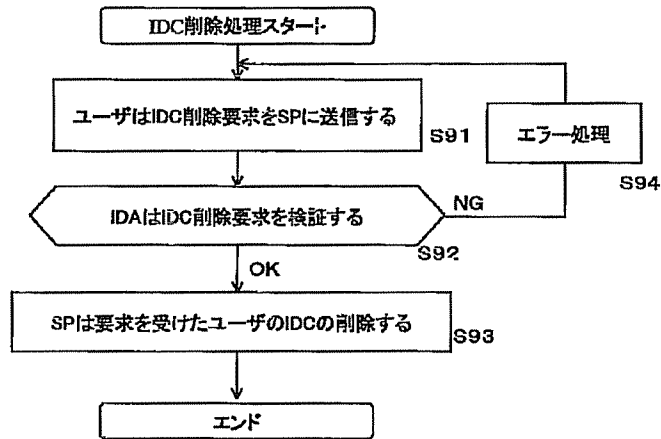 IDC削除処理スタート
ユーザはIDC削除要求をSPに送信する
S91
エラー処理
S94
IDAはIDC削除要求を検証する
NG
S92
OK
SPは要求を受けたユーザのIDCの削除する
S93
エンド